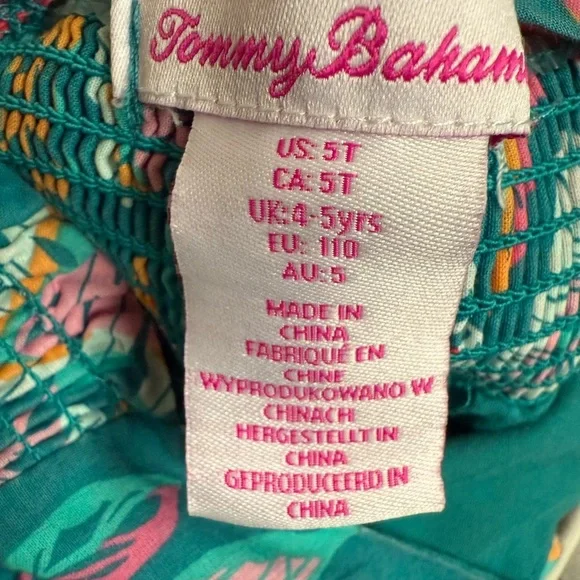 Tommy Baham
US: 5T
CA: 5T
UK: 4-5yrs
EU: 110
AU: 5
MADE IN
CHINA
FABRIQUÉ EN
CHINE
WYPRODUKOWANO W
CHINACH
HERGESTELLT IN
CHINA
GEPRODUCEERD IN
CHINA